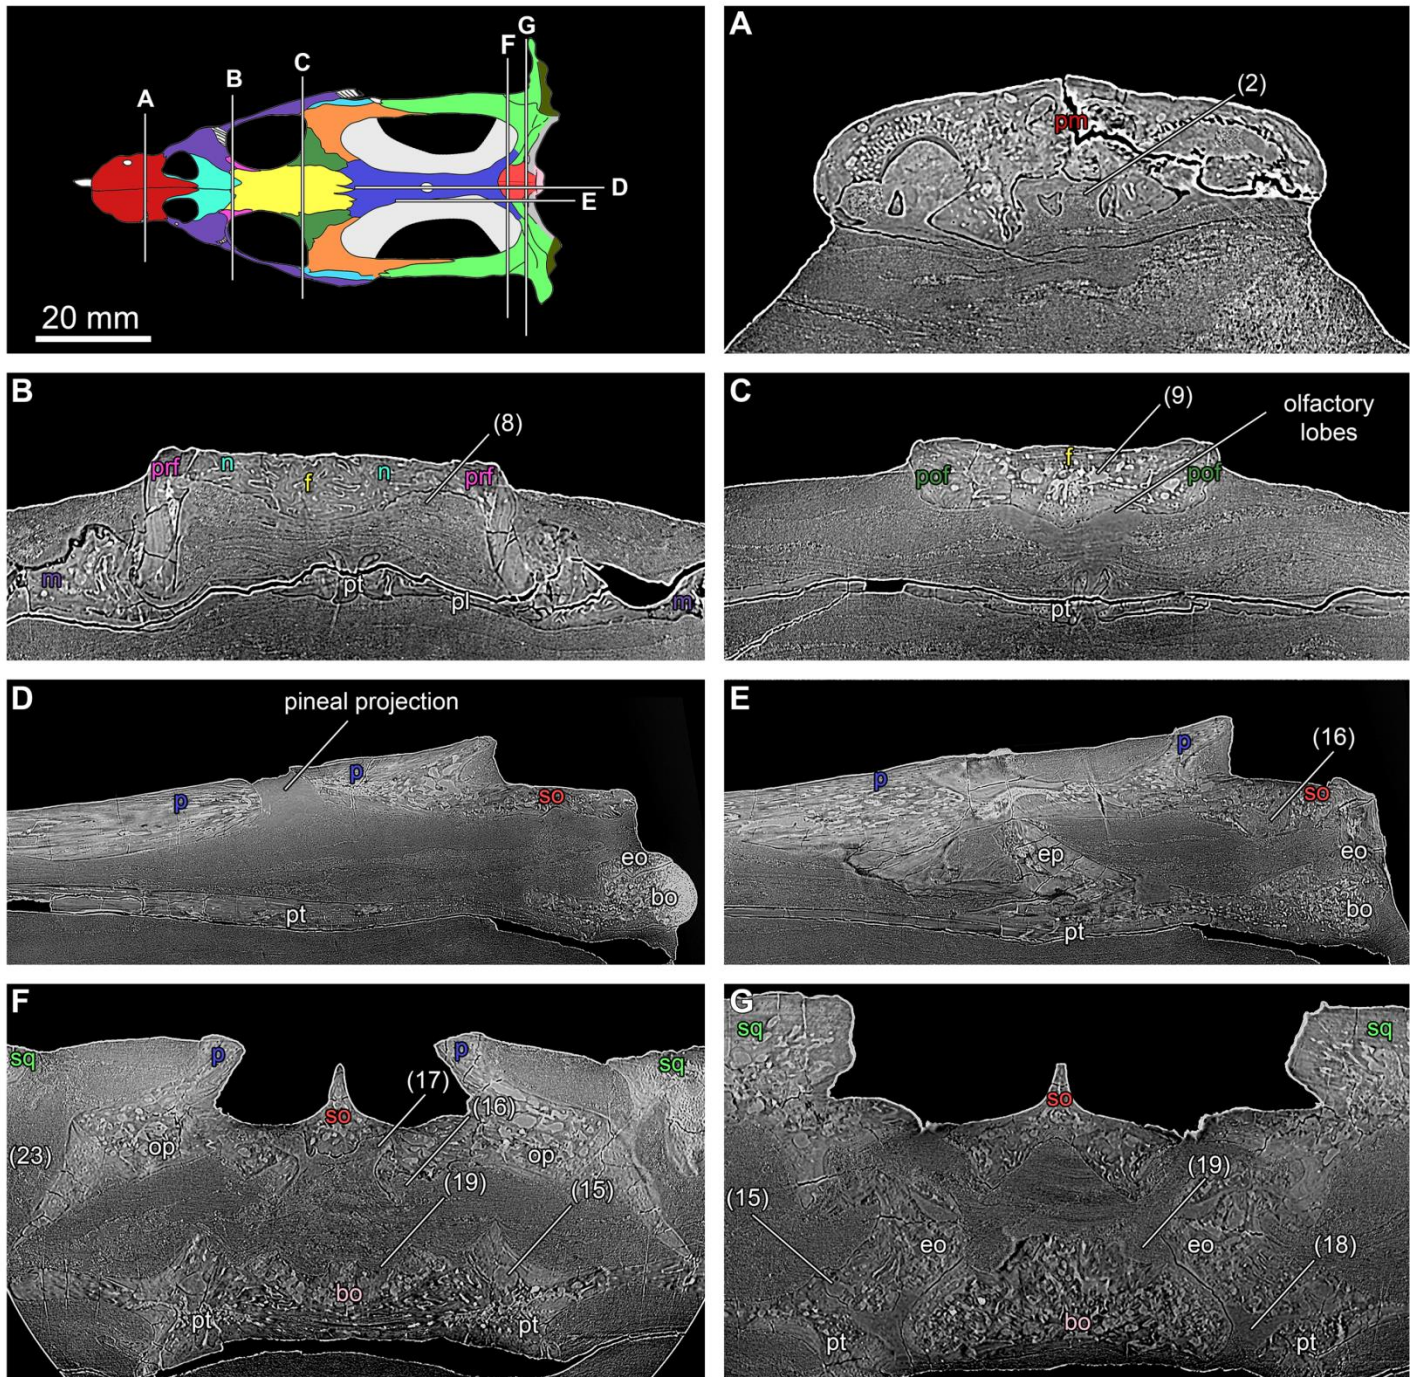 A
B
C
F
G
D
E
20 mm
A
(2)
pm
B
(8)
prf
n
f
n
prf
m
pt
pl
m
C
(9)
olfactory
lobes
pof
f
pof
pt
D
pineal projection
p
p
so
eo
bo
pt
E
p
p
(16)
so
ep
eo
bo
pt
F
sq
p
p
sq
(17)
so
(16)
op
op
(23)
(19)
(15)
bo
pt
pt
G
sq
sq
so
(19)
(15)
eo
eo
(18)
bo
pt
pt